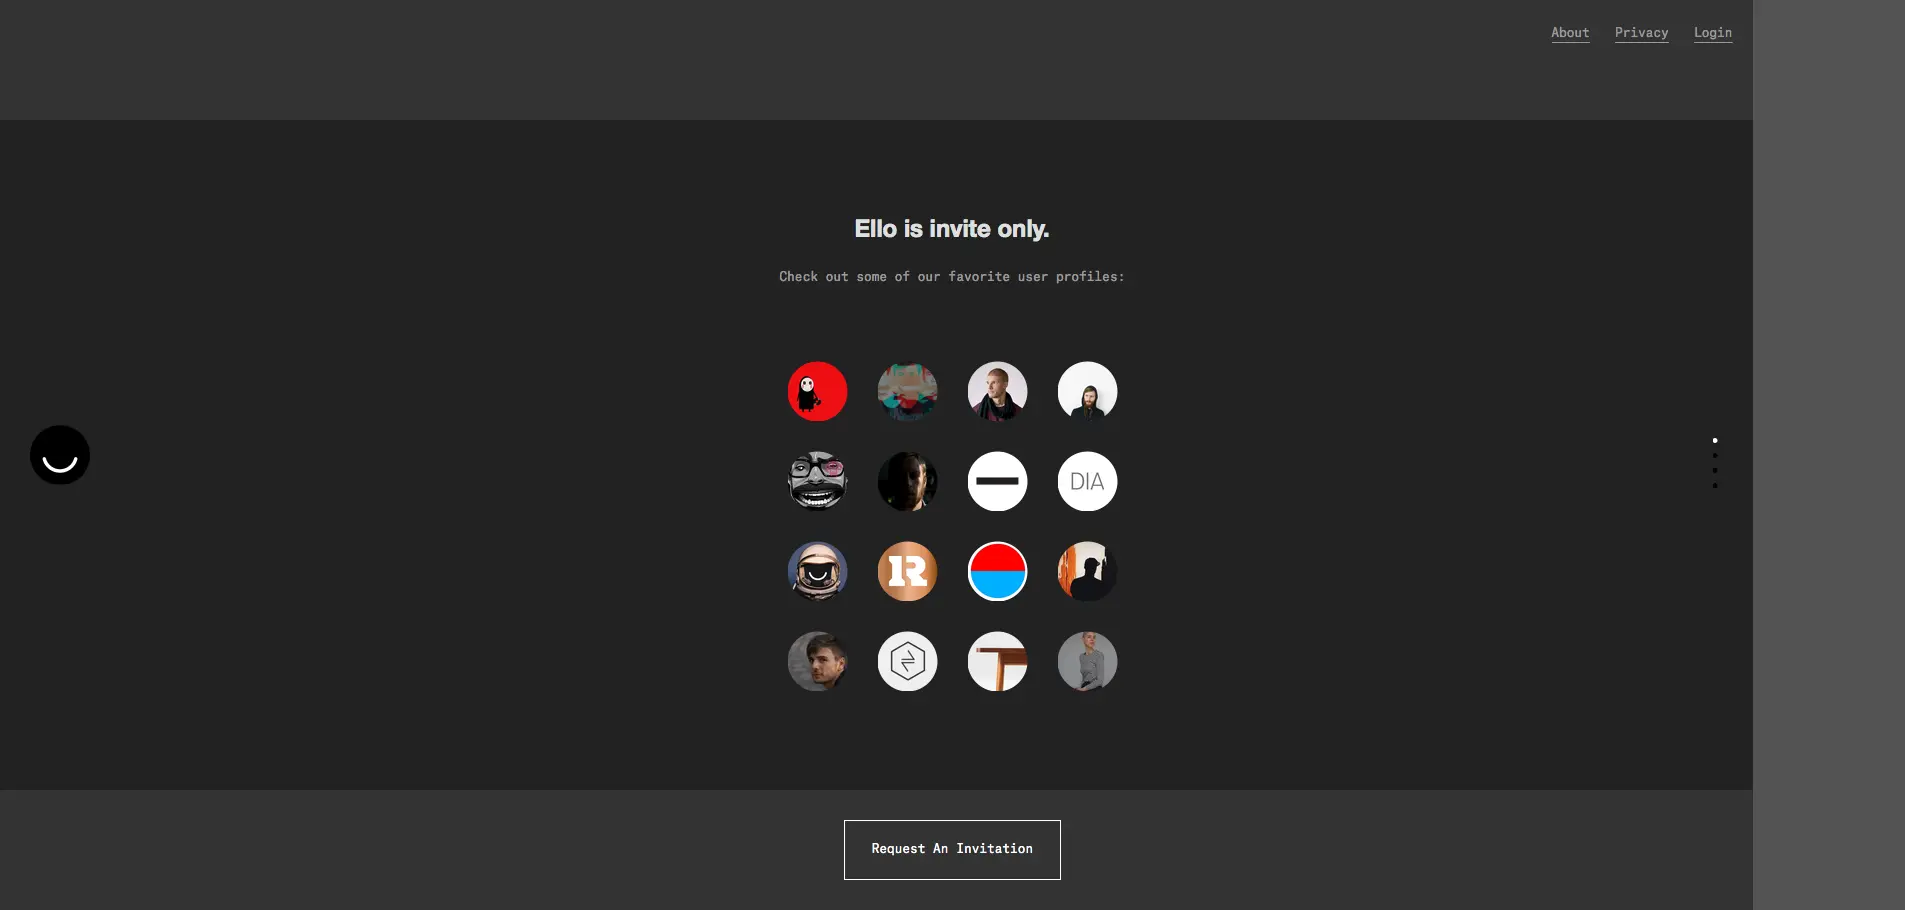 About Privacy Login
Ello is invite only.
Check out some of our favorite user profiles:
DIA
R
Request An Invitation